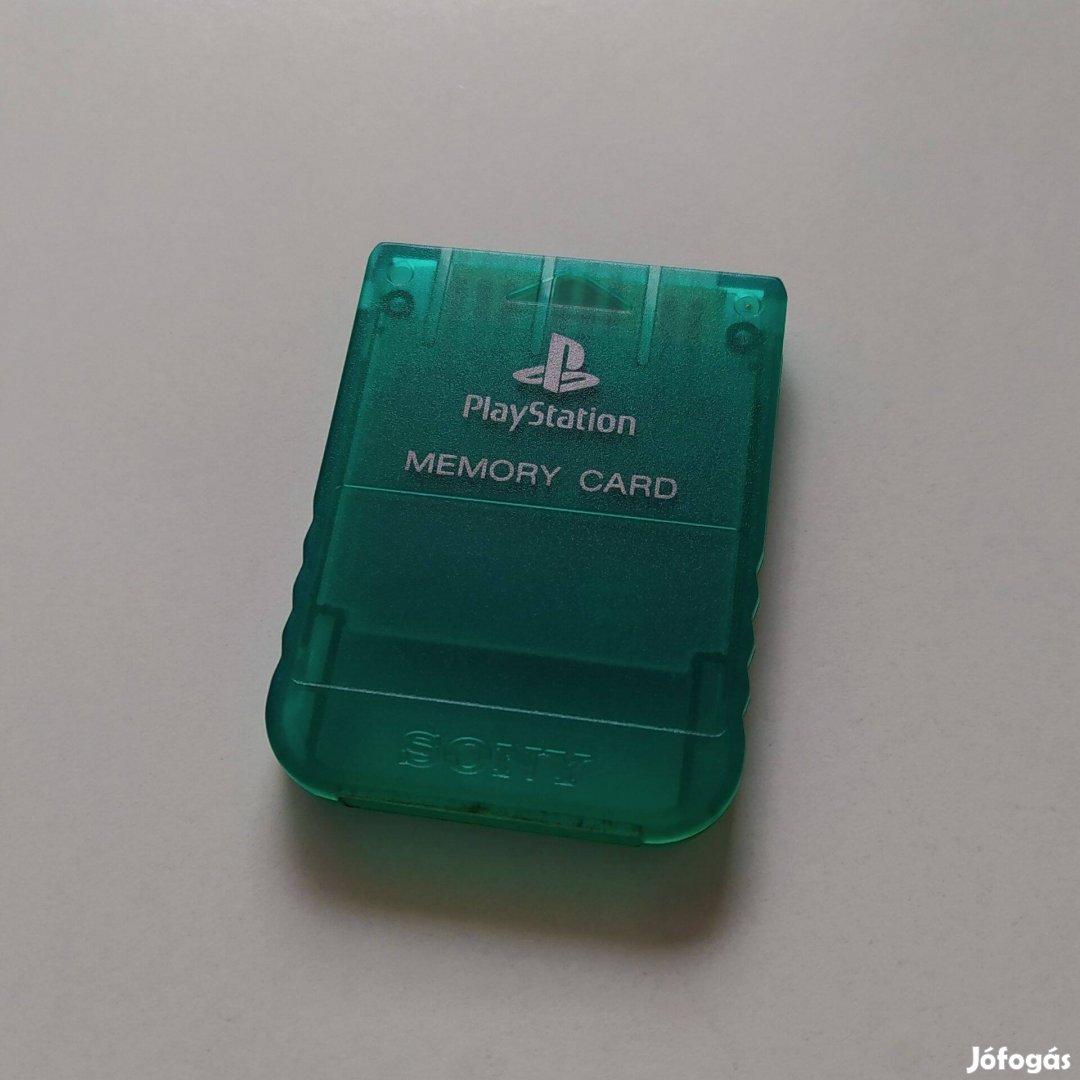 PlayStation
MEMORY CARD
SONY
Jófogás